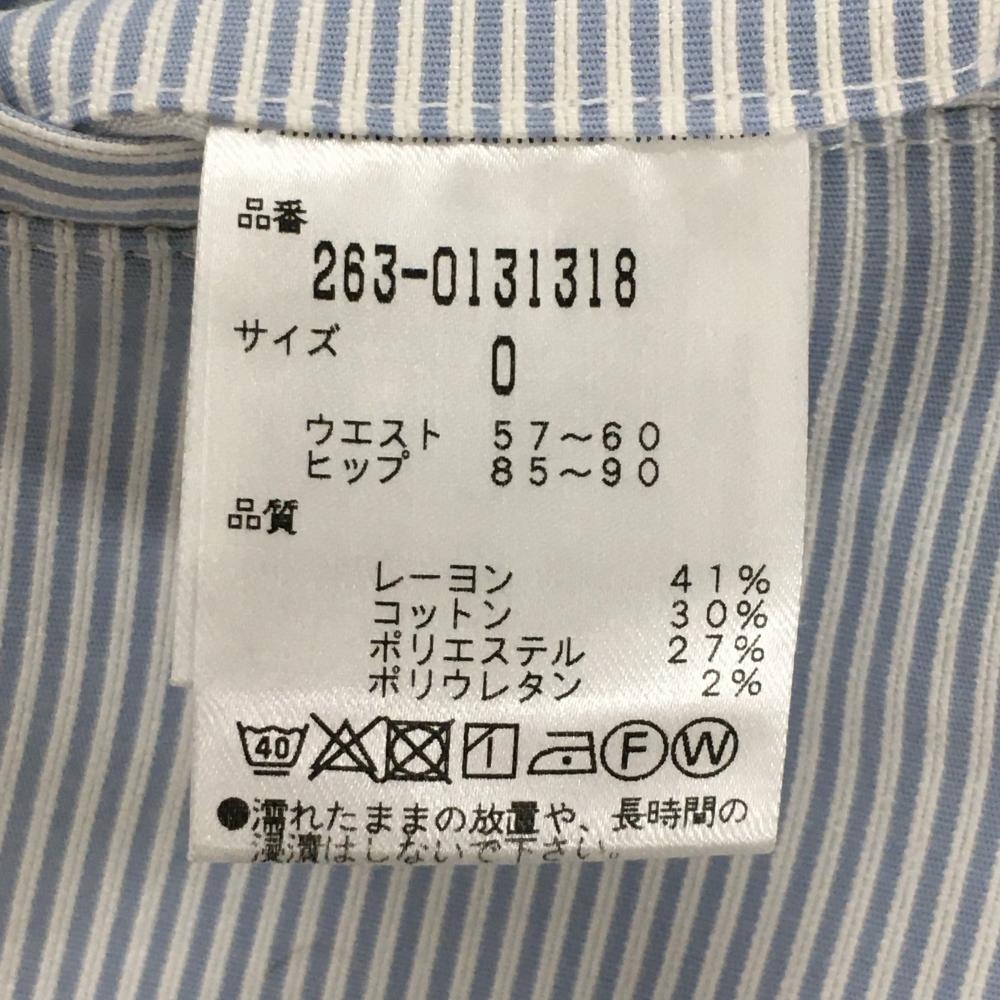 品番
263-0131318
サイズ
0
ウエスト 57〜60
ヒップ 85〜90
品質
レーヨン 41%
コットン 30%
ポリエステル 27%
ポリウレタン 2%
40 F W
●濡れたままの放置や、長時間の
浸漬はしないで下さい。